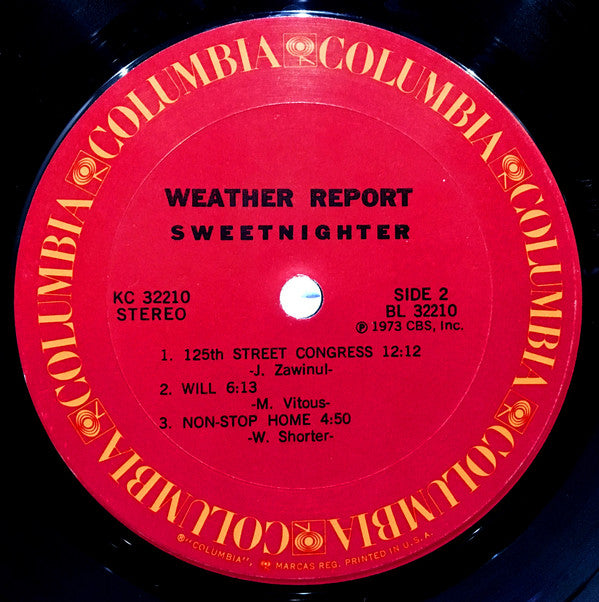 COLUMBIA COLUMBIA COLUMBIA COLUMBIA COLUMBIA COLUMBIA
WEATHER REPORT
SWEETNIGHTER
KC 32210
STEREO
SIDE 2
BL 32210
℗ 1973 CBS, Inc.
1. 125th STREET CONGRESS 12:12
-J. Zawinul-
2. WILL 6:13
-M. Vitous-
3. NON-STOP HOME 4:50
-W. Shorter-
®"COLUMBIA", MARCAS REG. PRINTED IN U.S.A.